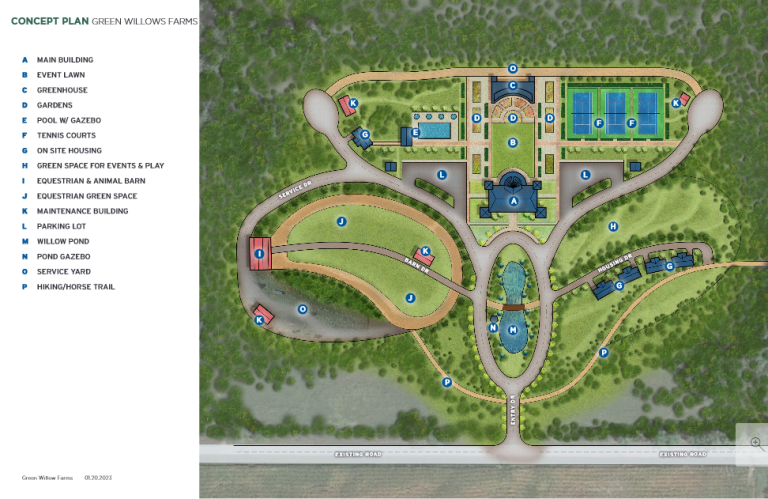 CONCEPT PLAN GREEN WILLOWS FARMS
A MAIN BUILDING
B EVENT LAWN
C GREENHOUSE
D GARDENS
E POOL W/ GAZEBO
F TENNIS COURTS
G ON SITE HOUSING
H GREEN SPACE FOR EVENTS & PLAY
I EQUESTRIAN & ANIMAL BARN
J EQUESTRIAN GREEN SPACE
K MAINTENANCE BUILDING
L PARKING LOT
M WILLOW POND
N POND GAZEBO
O SERVICE YARD
P HIKING/HORSE TRAIL
O
C
K
K
D
D
D
F
F
E
G
B
L
L
SERVICE DR
A
J
H
I
K
BARN DR
HOUSING DR
G
G
J
O
K
N
M
P
P
ENTRY DR
EXISTING ROAD
EXISTING ROAD
Green Willow Farms 01.20.2023